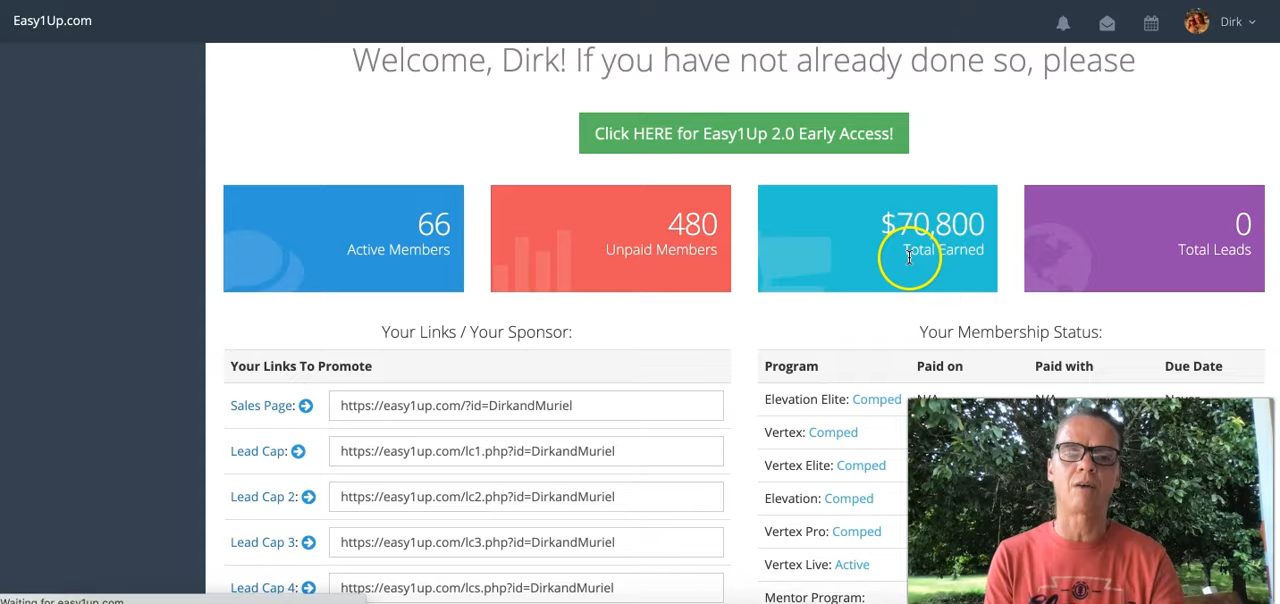 Easy1Up.com
Dirk
Welcome, Dirk! If you have not already done so, please
Click HERE for Easy1Up 2.0 Early Access!
66
Active Members
480
Unpaid Members
$70,800
Total Earned
0
Total Leads
Your Links / Your Sponsor:
Your Links To Promote
Sales Page:
https://easy1up.com/?id=DirkandMuriel
Lead Cap:
https://easy1up.com/lc1.php?id=DirkandMuriel
Lead Cap 2:
https://easy1up.com/lc2.php?id=DirkandMuriel
Lead Cap 3:
https://easy1up.com/lc3.php?id=DirkandMuriel
Lead Cap 4:
https://easy1up.com/lcs.php?id=DirkandMuriel
Your Membership Status:
Program Paid on Paid with Due Date
Elevation Elite: Comped N/A N/A Never
Vertex: Comped
Vertex Elite: Comped
Elevation: Comped
Vertex Pro: Comped
Vertex Live: Active
Mentor Program:
Waiting for easy1up.com